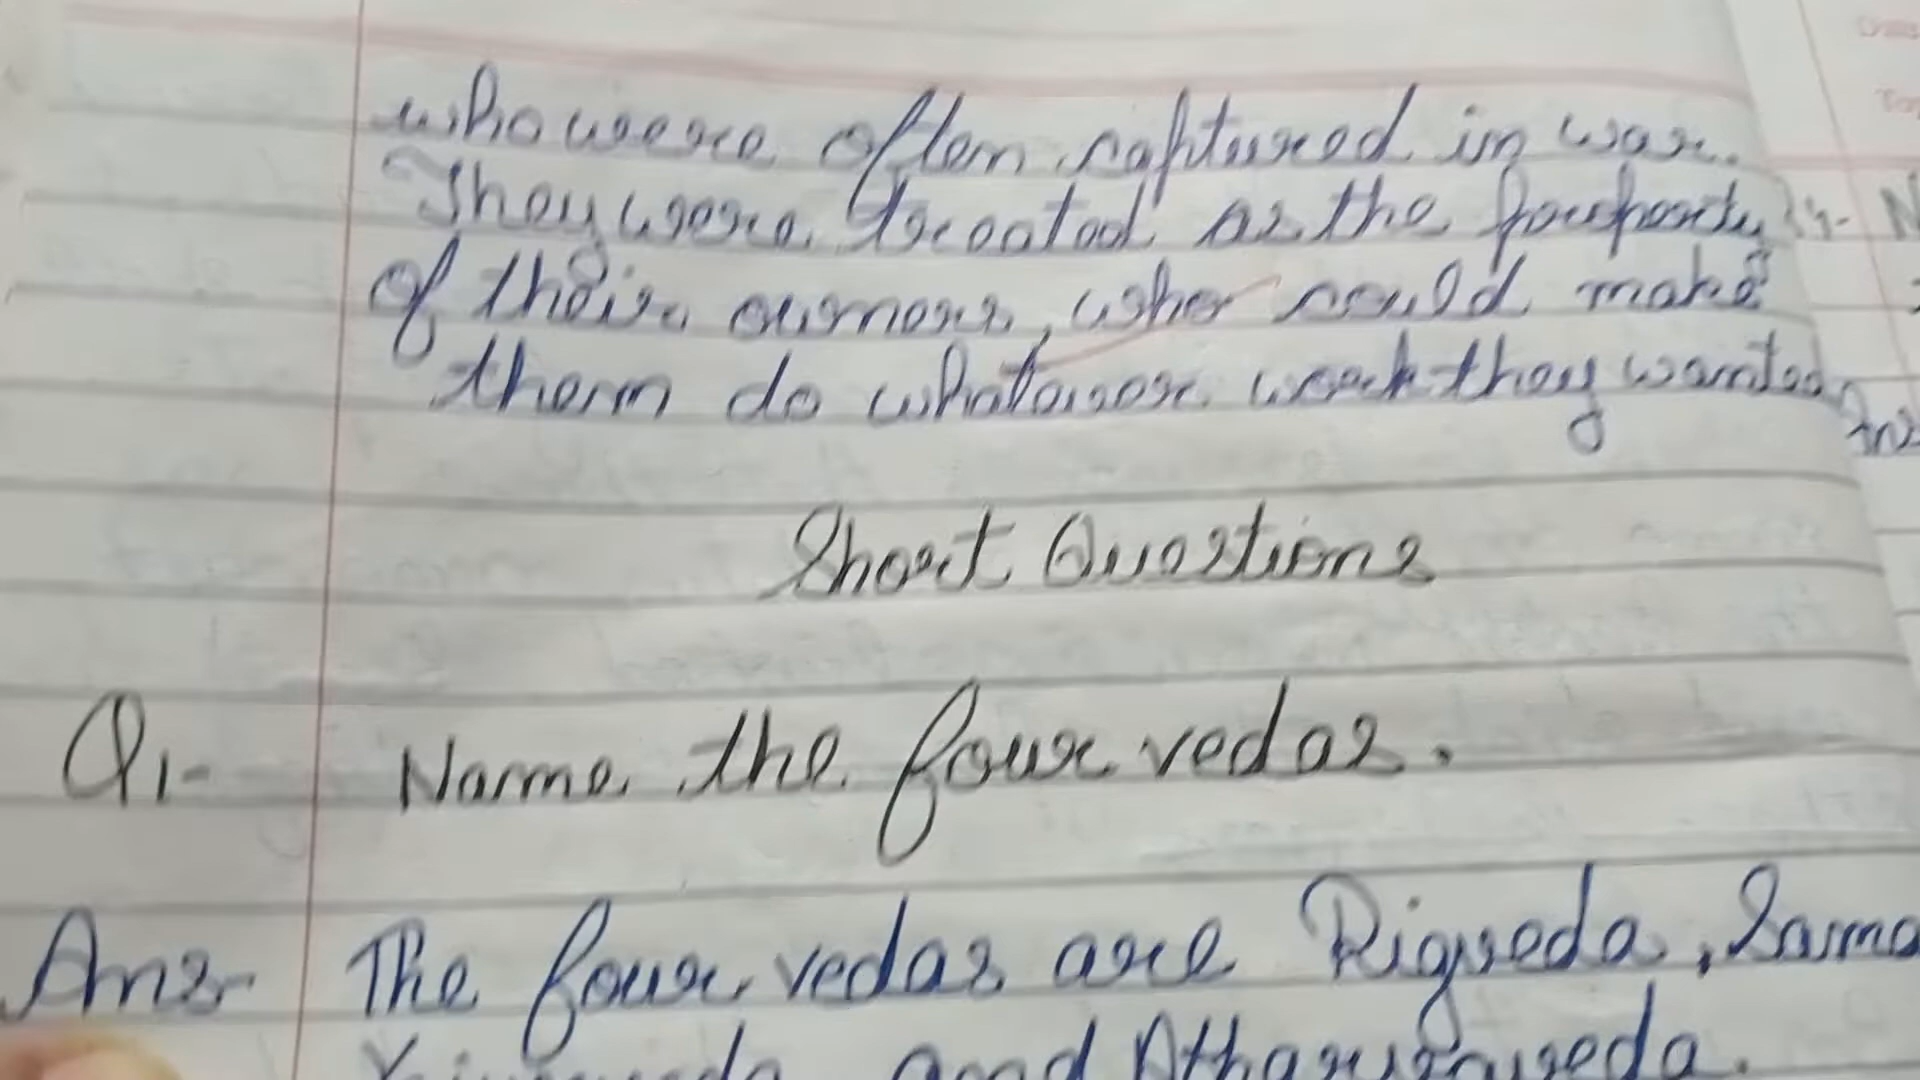 who were often captured in war.
They were treated as the property
of their owners, who could make
them do whatever work they wanted
Short Questions
Q1- Name the four vedas.
Ans- The four vedas are Rigveda, Sama
and Atharvaveda.